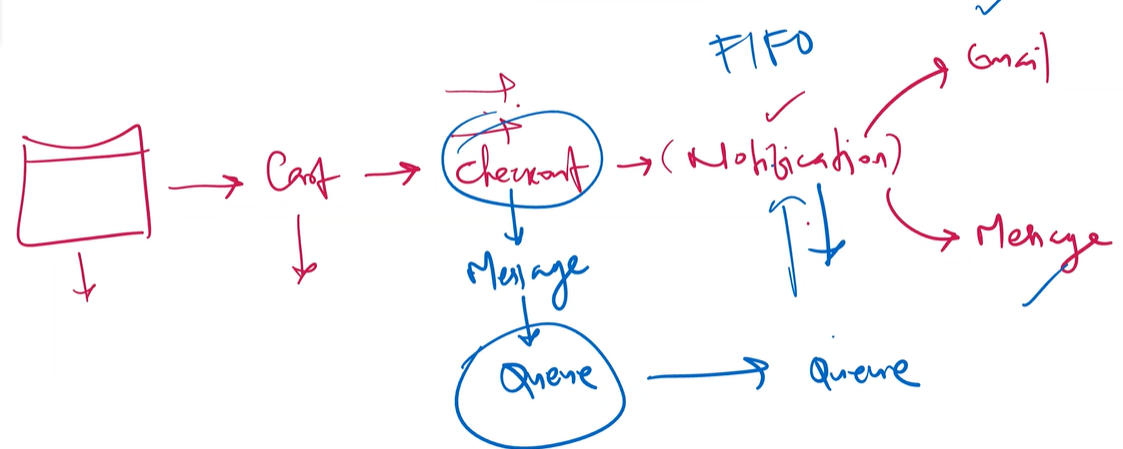 FIFO
Gmail
Cart
Checkout
(Notification)
Message
Message
Queue
Queue